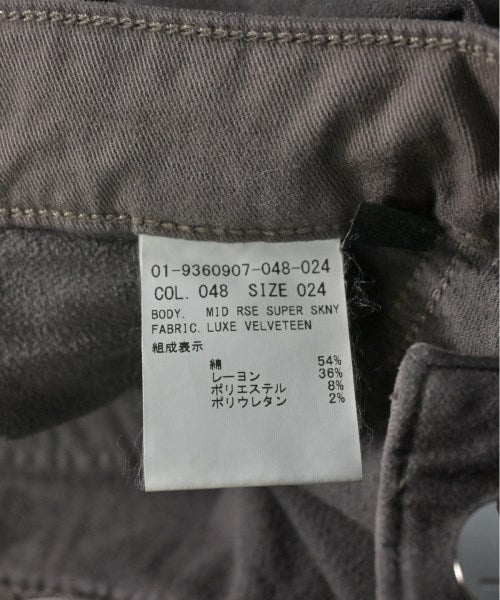 01-9360907-048-024
COL. 048 SIZE 024
BODY. MID RSE SUPER SKNY
FABRIC. LUXE VELVETEEN
組成表示
綿 54%
レーヨン 36%
ポリエステル 8%
ポリウレタン 2%